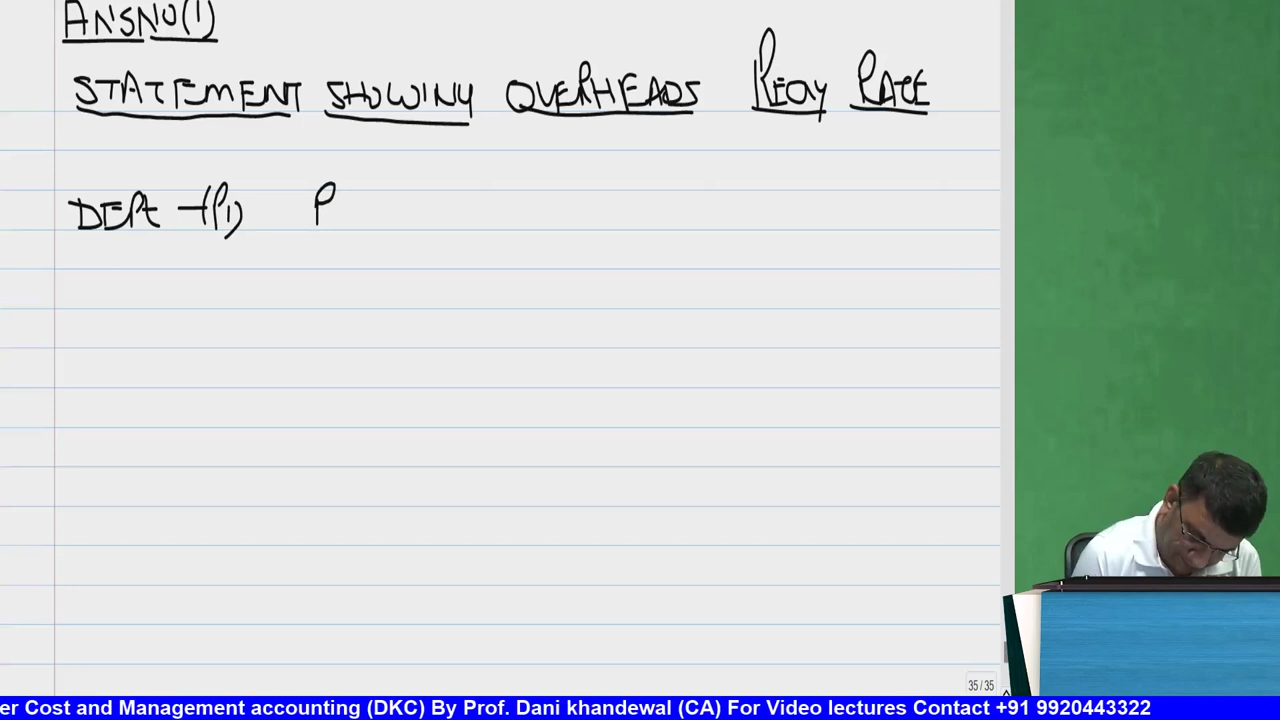 ANSNO(1)
STATEMENT SHOWING OVERHEADS RECOY RATE
DEPt -(P1) P
35/35
er Cost and Management accounting (DKC) By Prof. Dani khandewal (CA) For Video lectures Contact +91 9920443322